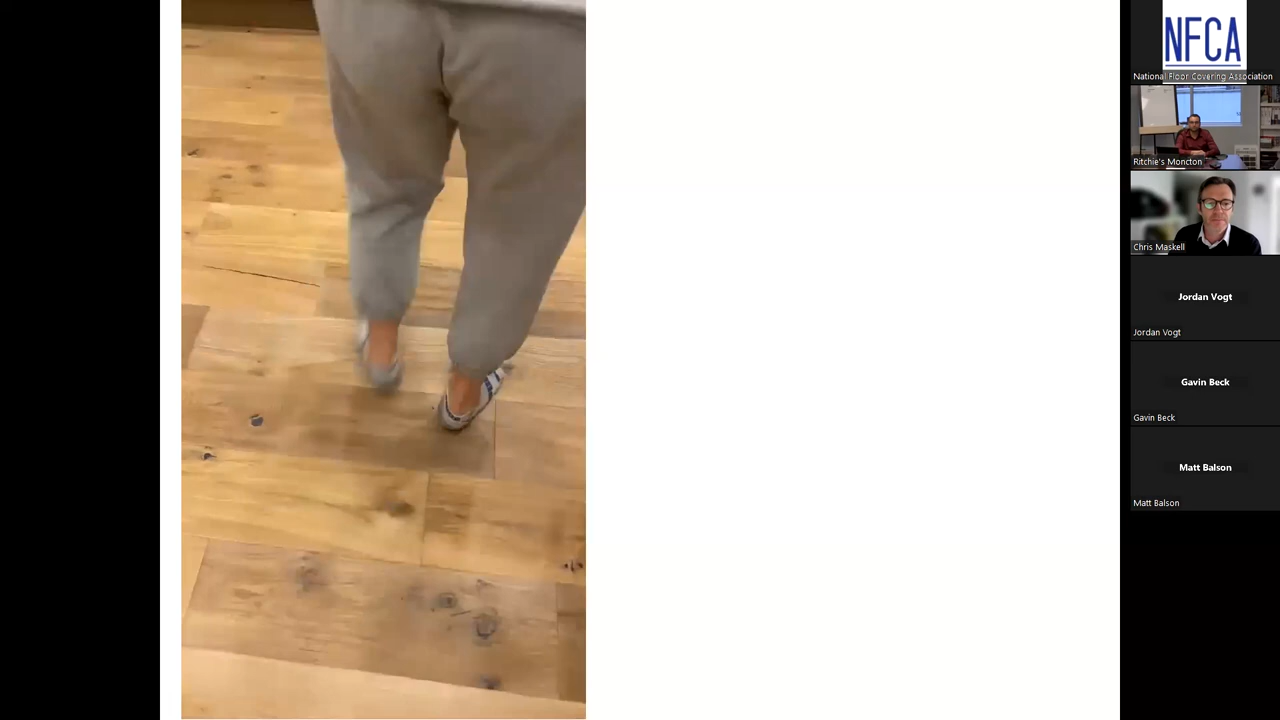 NFCA
National Floor Covering Association
Ritchie's Moncton
Chris Maskell
Jordan Vogt
Jordan Vogt
Gavin Beck
Gavin Beck
Matt Balson
Matt Balson